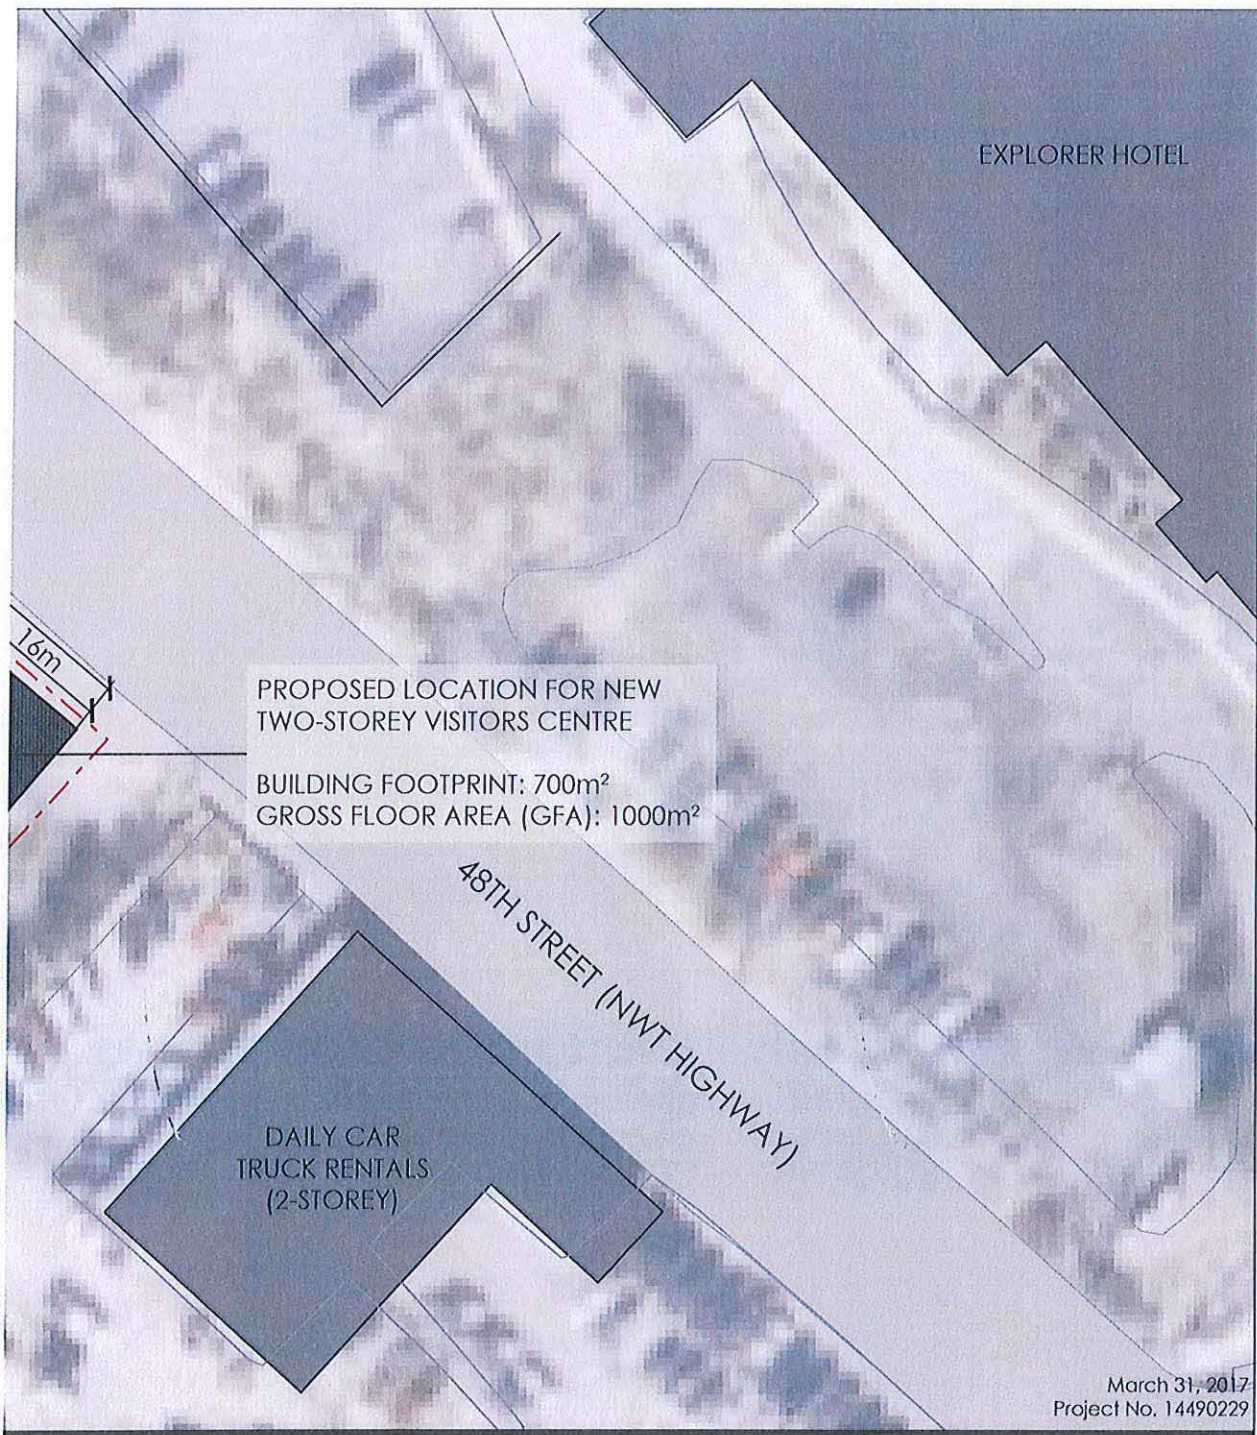 EXPLORER HOTEL
16m
PROPOSED LOCATION FOR NEW
TWO-STOREY VISITORS CENTRE
BUILDING FOOTPRINT: 700m²
GROSS FLOOR AREA (GFA): 1000m²
48TH STREET (NWT HIGHWAY)
DAILY CAR
TRUCK RENTALS
(2-STOREY)
March 31, 2017
Project No. 14490229